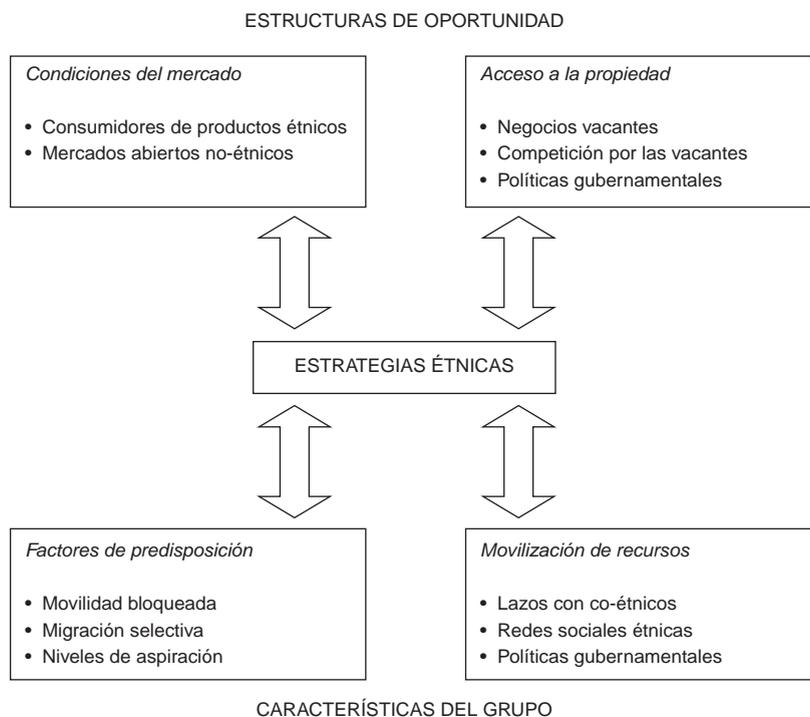 ESTRUCTURAS DE OPORTUNIDAD
Condiciones del mercado
• Consumidores de productos étnicos
• Mercados abiertos no-étnicos
Acceso a la propiedad
• Negocios vacantes
• Competición por las vacantes
• Políticas gubernamentales
ESTRATEGIAS ÉTNICAS
Factores de predisposición
• Movilidad bloqueada
• Migración selectiva
• Niveles de aspiración
Movilización de recursos
• Lazos con co-étnicos
• Redes sociales étnicas
• Políticas gubernamentales
CARACTERÍSTICAS DEL GRUPO